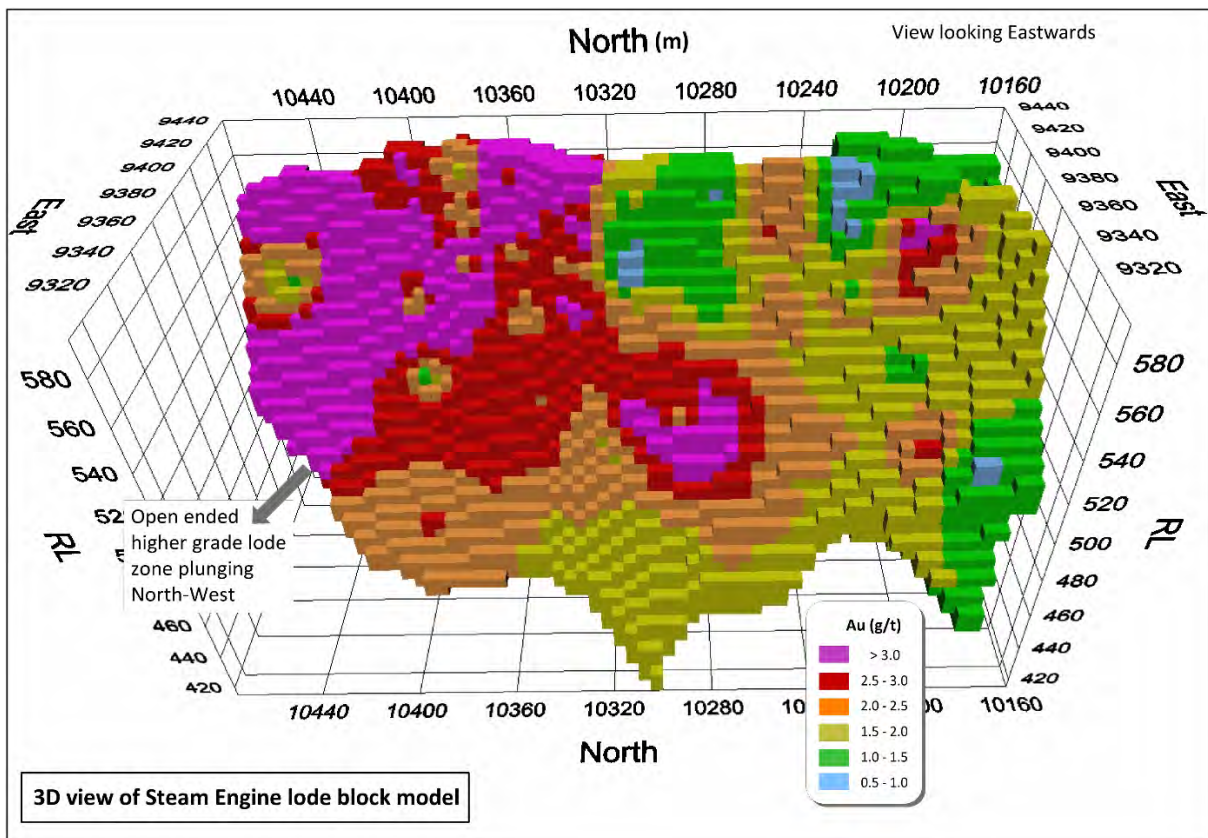 North (m)
View looking Eastwards
10440 10400 10360 10320 10280 10240 10200 10160
9440
9420
9400
9380
9360
9340
9320
East
9440
9420
9400
9380
9360
9340
9320
East
580
560
540
RL
460
440
420
580
560
540
520
500
480
460
440
420
RL
Open ended
higher grade lode
zone plunging
North-West
10440 10400 10360 10320 10280 10160
North
Au (g/t)
> 3.0
2.5 - 3.0
2.0 - 2.5
1.5 - 2.0
1.0 - 1.5
0.5 - 1.0
3D view of Steam Engine lode block model